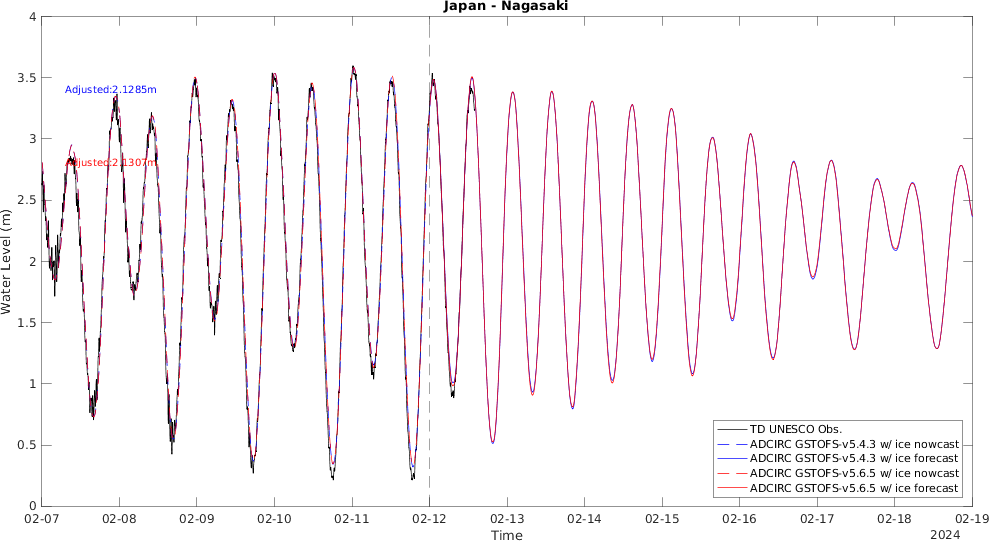 Japan - Nagasaki
4
3.5
3
2.5
2
1.5
1
0.5
0
Water Level (m)
Adjusted:2.1285m
Adjusted:2.1307m
TD UNESCO Obs.
ADCIRC GSTOFS-v5.4.3 w/ ice nowcast
ADCIRC GSTOFS-v5.4.3 w/ ice forecast
ADCIRC GSTOFS-v5.6.5 w/ ice nowcast
ADCIRC GSTOFS-v5.6.5 w/ ice forecast
02-07 02-08 02-09 02-10 02-11 02-12 02-13 02-14 02-15 02-16 02-17 02-18 02-19
Time
2024